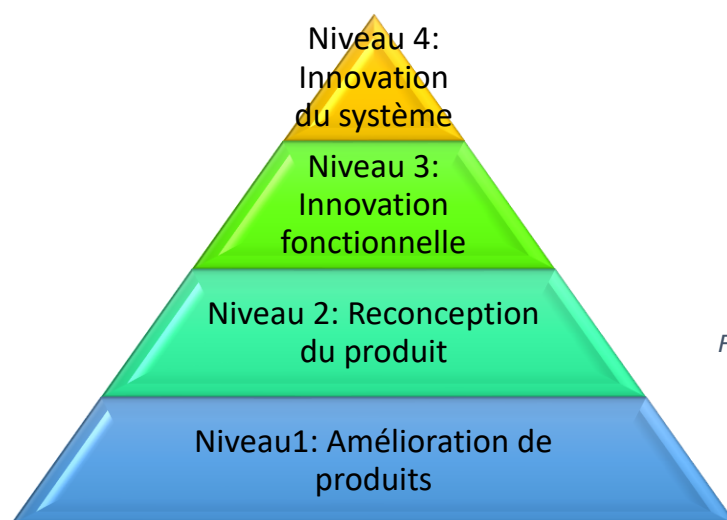 Niveau 4:
Innovation
du système
Niveau 3:
Innovation
fonctionnelle
Niveau 2: Reconception
du produit
F
Niveau1: Amélioration de
produits